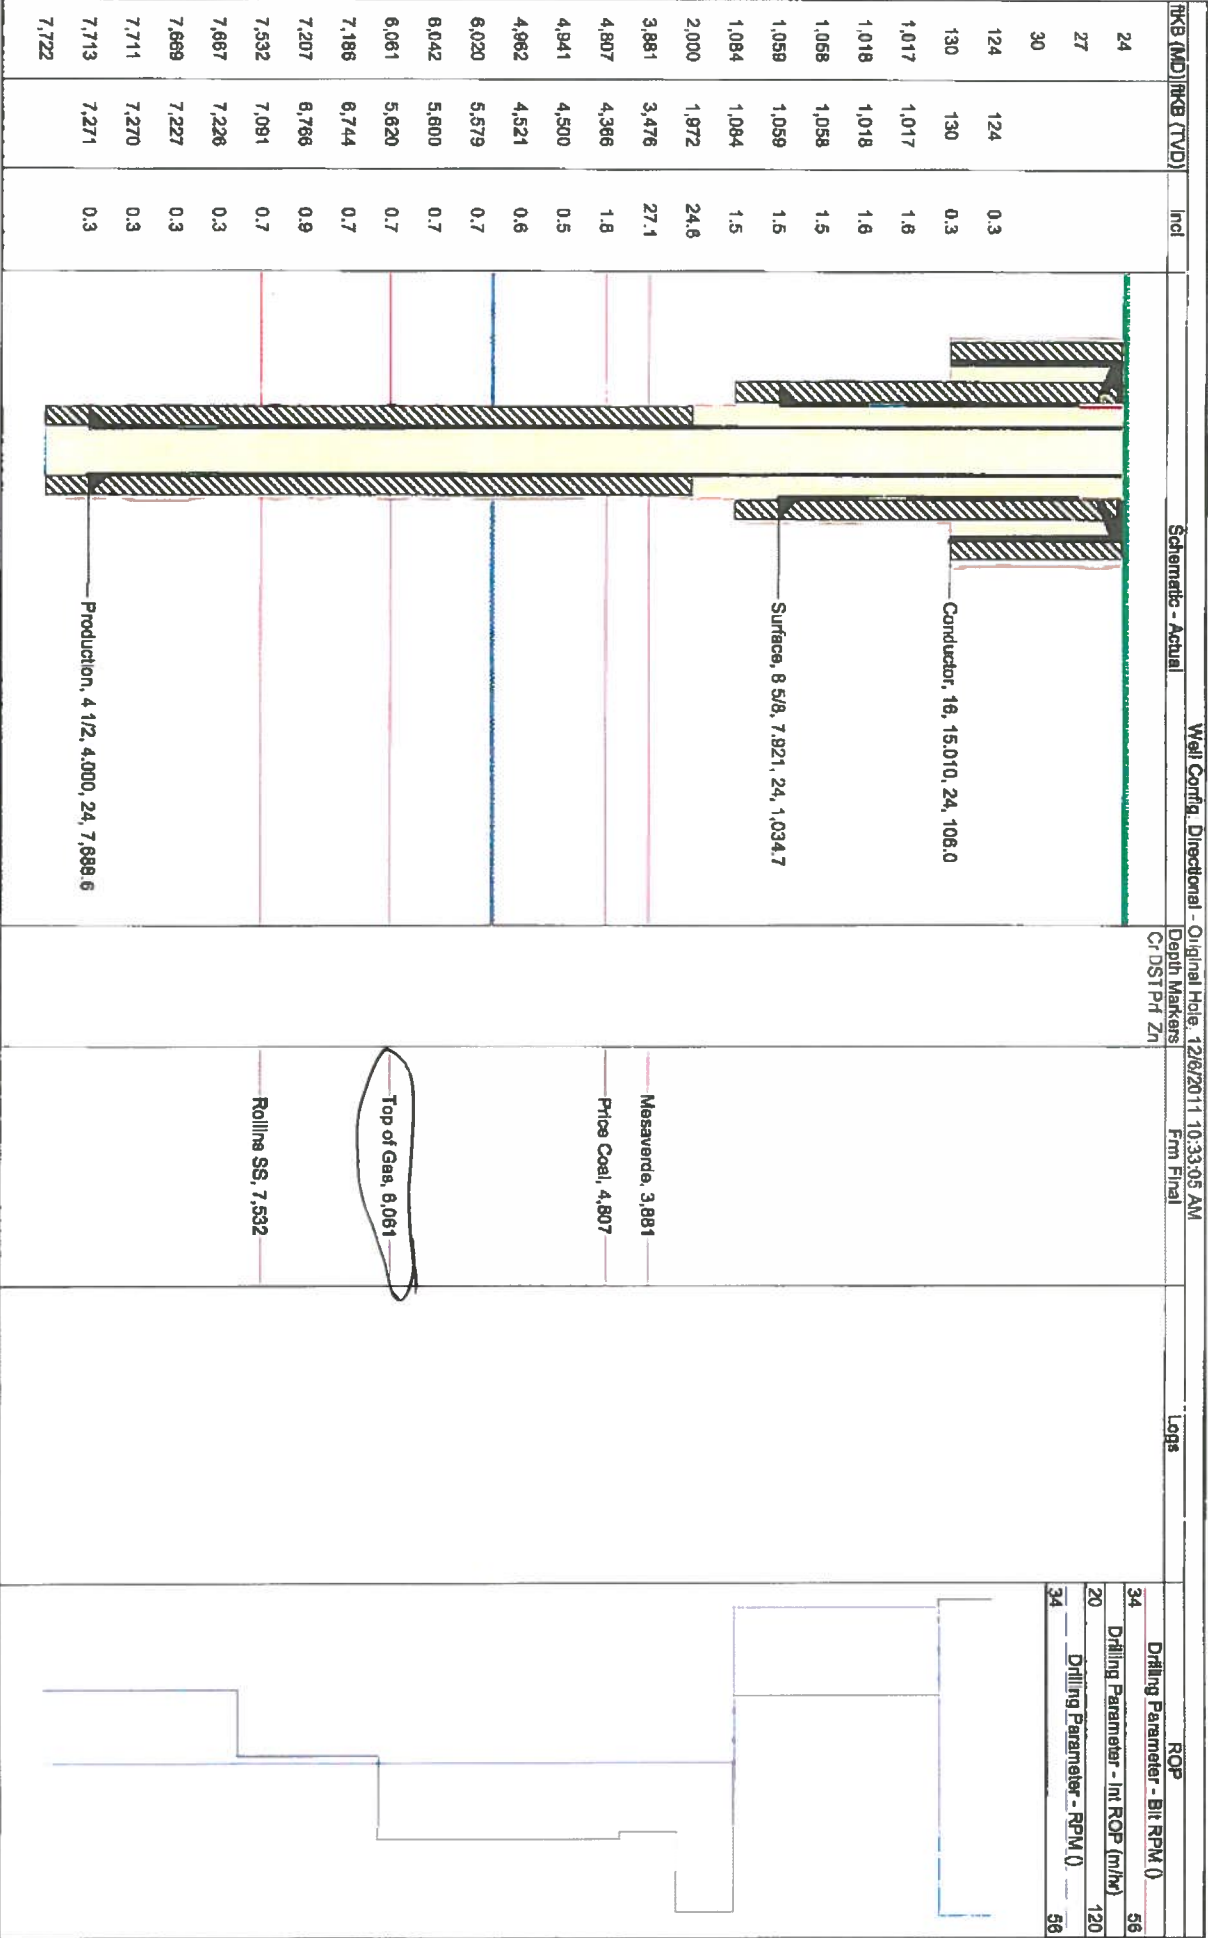 Well Config: Directional - Original Hole, 12/6/2011 10:33:05 AM
ftKB (MD) ftKB (TVD) Incl Schematic - Actual Depth Markers Frm Final Logs ROP
Cr DST Prf Zn
Drilling Parameter - Bit RPM ()
34 56
Drilling Parameter - Int ROP (m/hr)
20 120
Drilling Parameter - RPM ()
34 56
24
27
30
124 124 0.3
130 130 0.3
Conductor, 16, 15.010, 24, 106.0
1,017 1,017 1.6
1,018 1,018 1.6
1,058 1,058 1.5
1,059 1,059 1.5
Surface, 8 5/8, 7.921, 24, 1,034.7
1,084 1,084 1.5
2,000 1,972 24.6
3,881 3,476 27.1
Mesaverde, 3,881
4,807 4,366 1.8
Price Coal, 4,807
4,941 4,500 0.5
4,962 4,521 0.6
6,020 5,579 0.7
6,042 5,600 0.7
6,061 5,620 0.7
Top of Gas, 6,061
7,186 6,744 0.7
7,207 6,766 0.9
7,532 7,091 0.7
Rollins SS, 7,532
7,667 7,226 0.3
7,669 7,227 0.3
7,711 7,270 0.3
7,713 7,271 0.3
Production, 4 1/2, 4.000, 24, 7,688.6
7,722